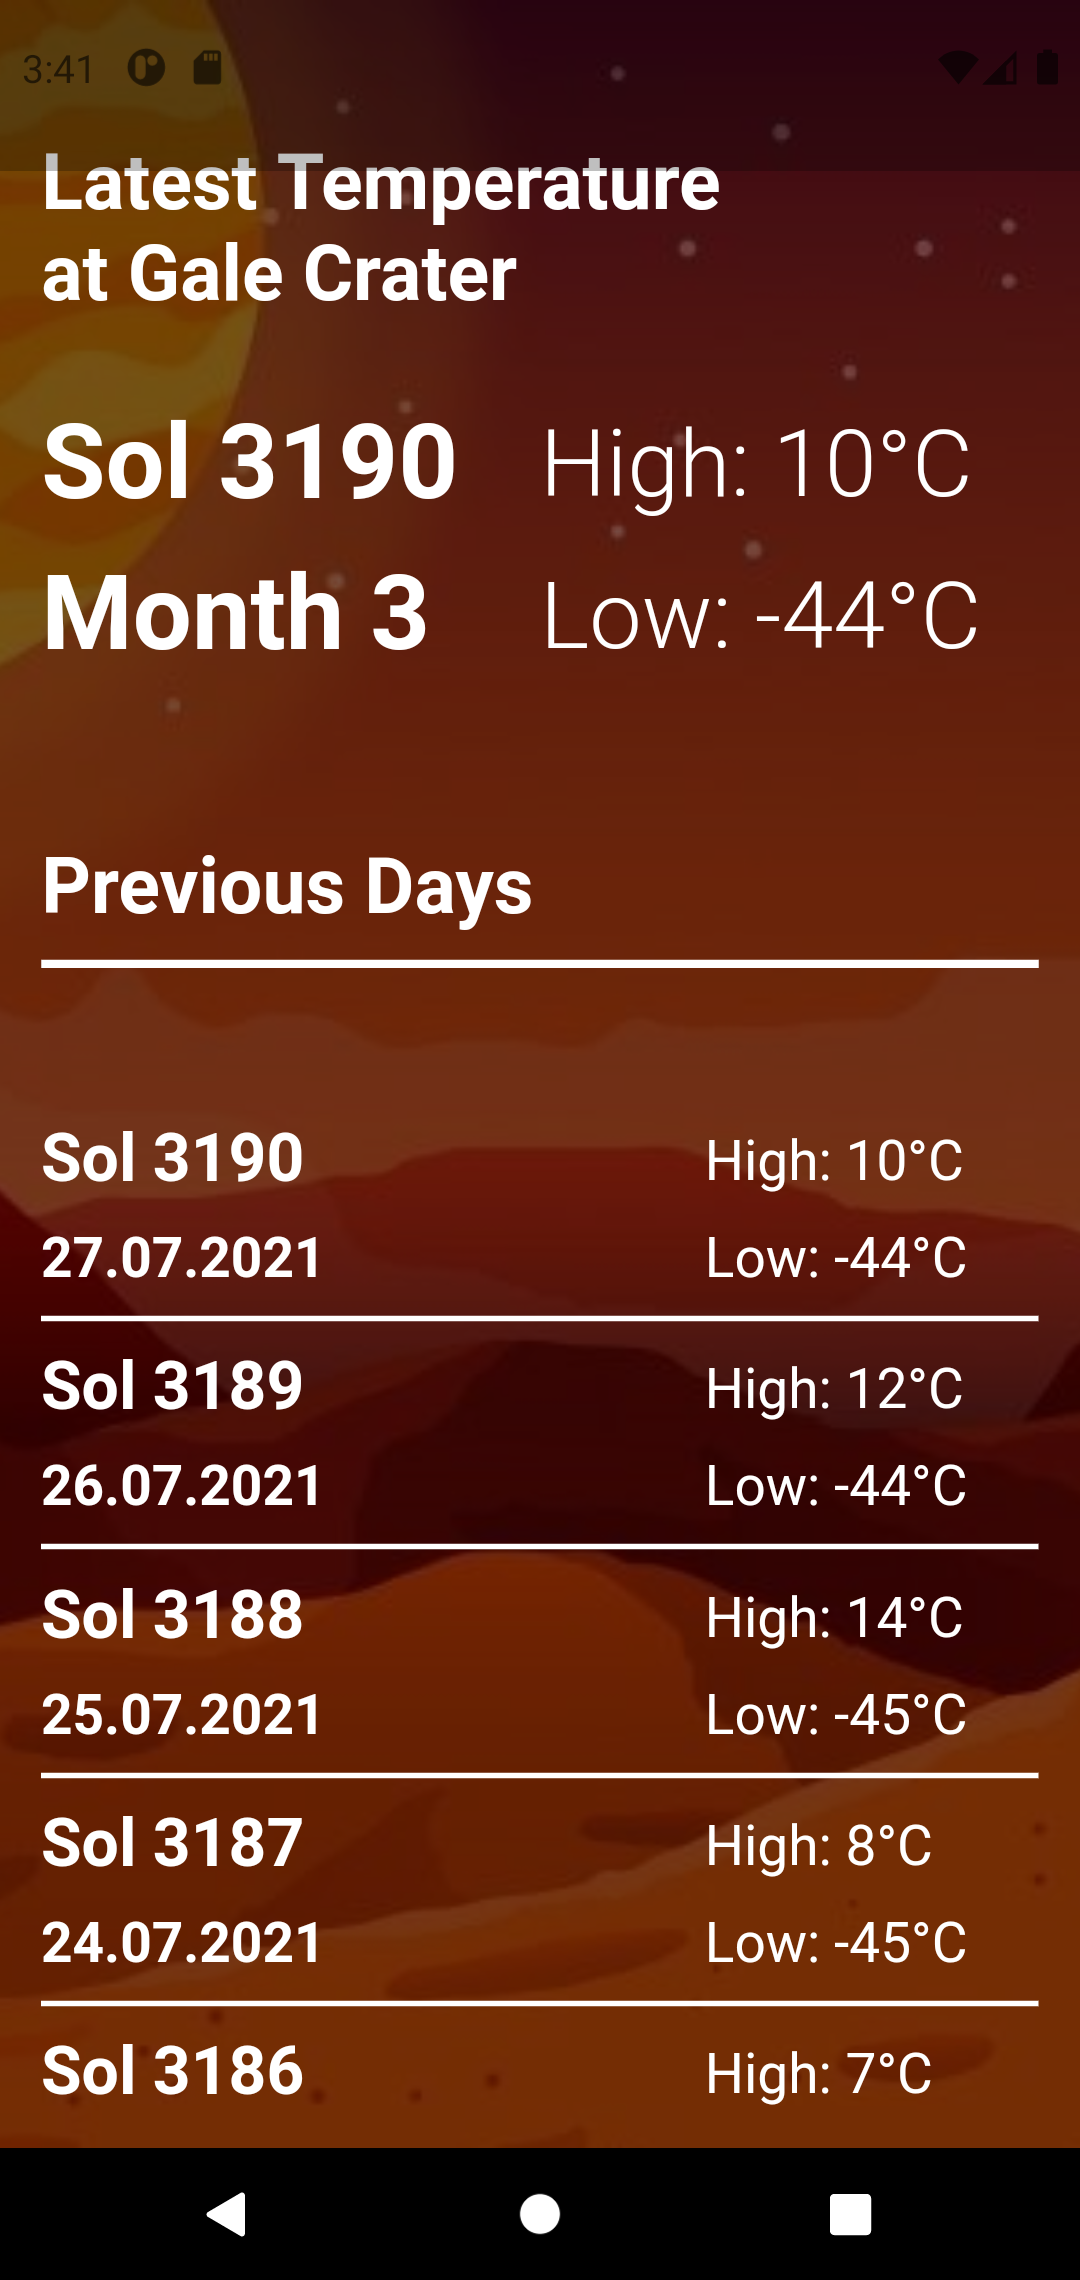 3:41
Latest Temperature
at Gale Crater
Sol 3190 High: 10°C
Month 3 Low: -44°C
Previous Days
Sol 3190 High: 10°C
27.07.2021 Low: -44°C
Sol 3189 High: 12°C
26.07.2021 Low: -44°C
Sol 3188 High: 14°C
25.07.2021 Low: -45°C
Sol 3187 High: 8°C
24.07.2021 Low: -45°C
Sol 3186 High: 7°C